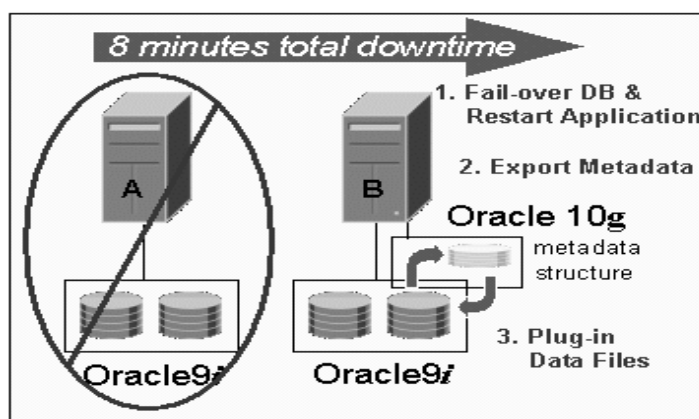 8 minutes total downtime
1. Fail-over DB &
Restart Application
A
B
2. Export Metadata
Oracle 10g
metadata
structure
3. Plug-in
Data Files
Oracle9i
Oracle9i